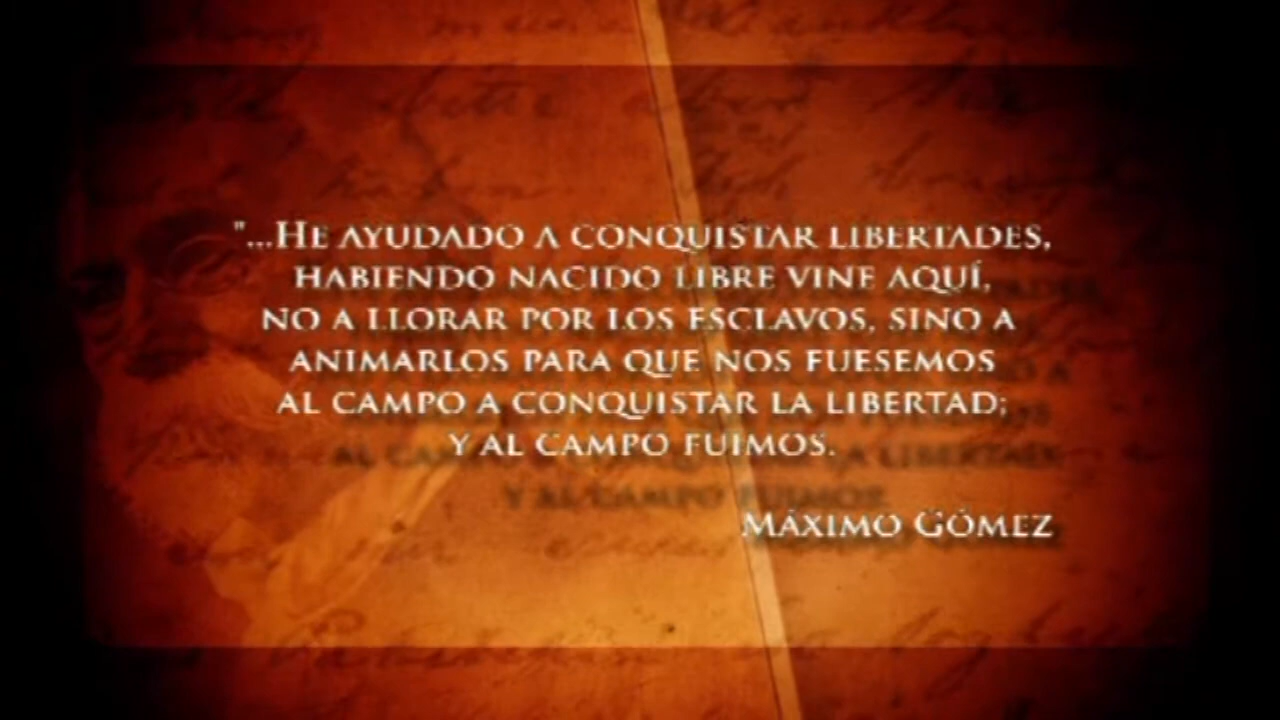 "...HE AYUDADO A CONQUISTAR LIBERTADES,
HABIENDO NACIDO LIBRE VINE AQUÍ,
NO A LLORAR POR LOS ESCLAVOS, SINO A
ANIMARLOS PARA QUE NOS FUESEMOS
AL CAMPO A CONQUISTAR LA LIBERTAD;
Y AL CAMPO FUIMOS.
MÁXIMO GÓMEZ